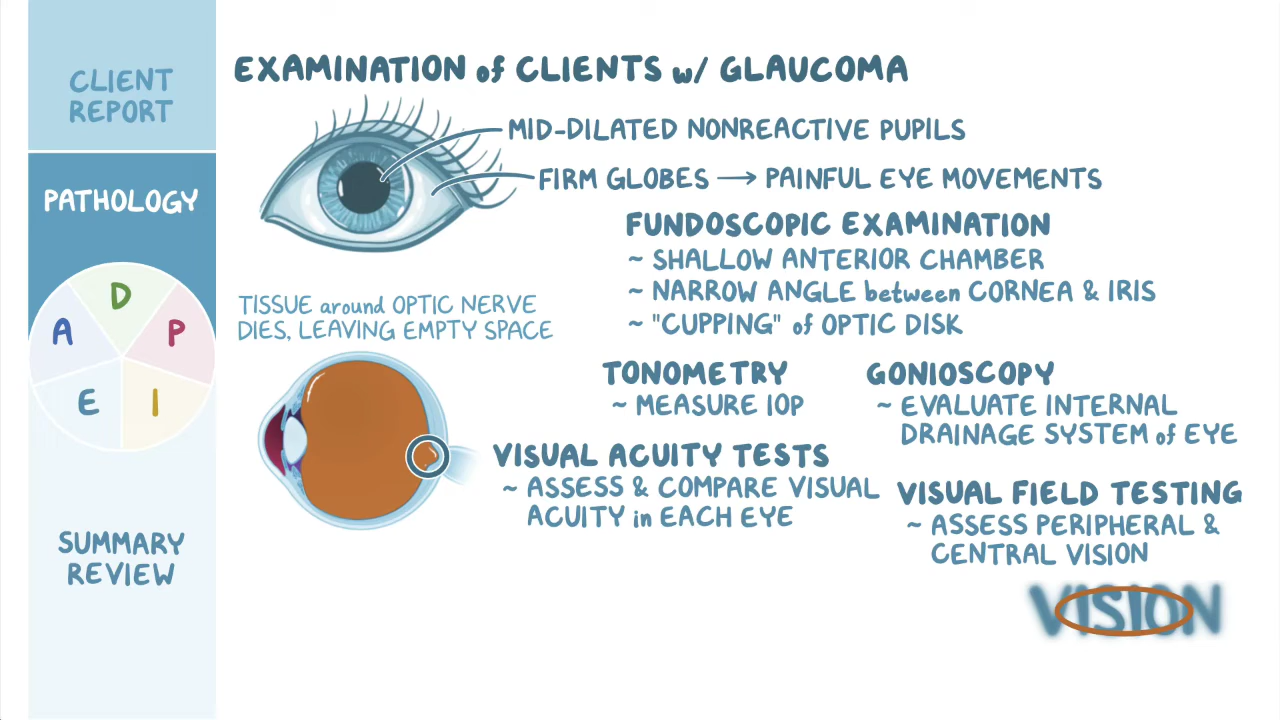 CLIENT
REPORT
PATHOLOGY
D
A
P
E
I
SUMMARY
REVIEW
EXAMINATION of CLIENTS w/ GLAUCOMA
MID-DILATED NONREACTIVE PUPILS
FIRM GLOBES → PAINFUL EYE MOVEMENTS
FUNDOSCOPIC EXAMINATION
~ SHALLOW ANTERIOR CHAMBER
~ NARROW ANGLE between CORNEA & IRIS
~ "CUPPING" of OPTIC DISK
TISSUE around OPTIC NERVE
DIES, LEAVING EMPTY SPACE
TONOMETRY
~ MEASURE IOP
GONIOSCOPY
~ EVALUATE INTERNAL
DRAINAGE SYSTEM of EYE
VISUAL ACUITY TESTS
~ ASSESS & COMPARE VISUAL
ACUITY in EACH EYE
VISUAL FIELD TESTING
~ ASSESS PERIPHERAL &
CENTRAL VISION
VISION